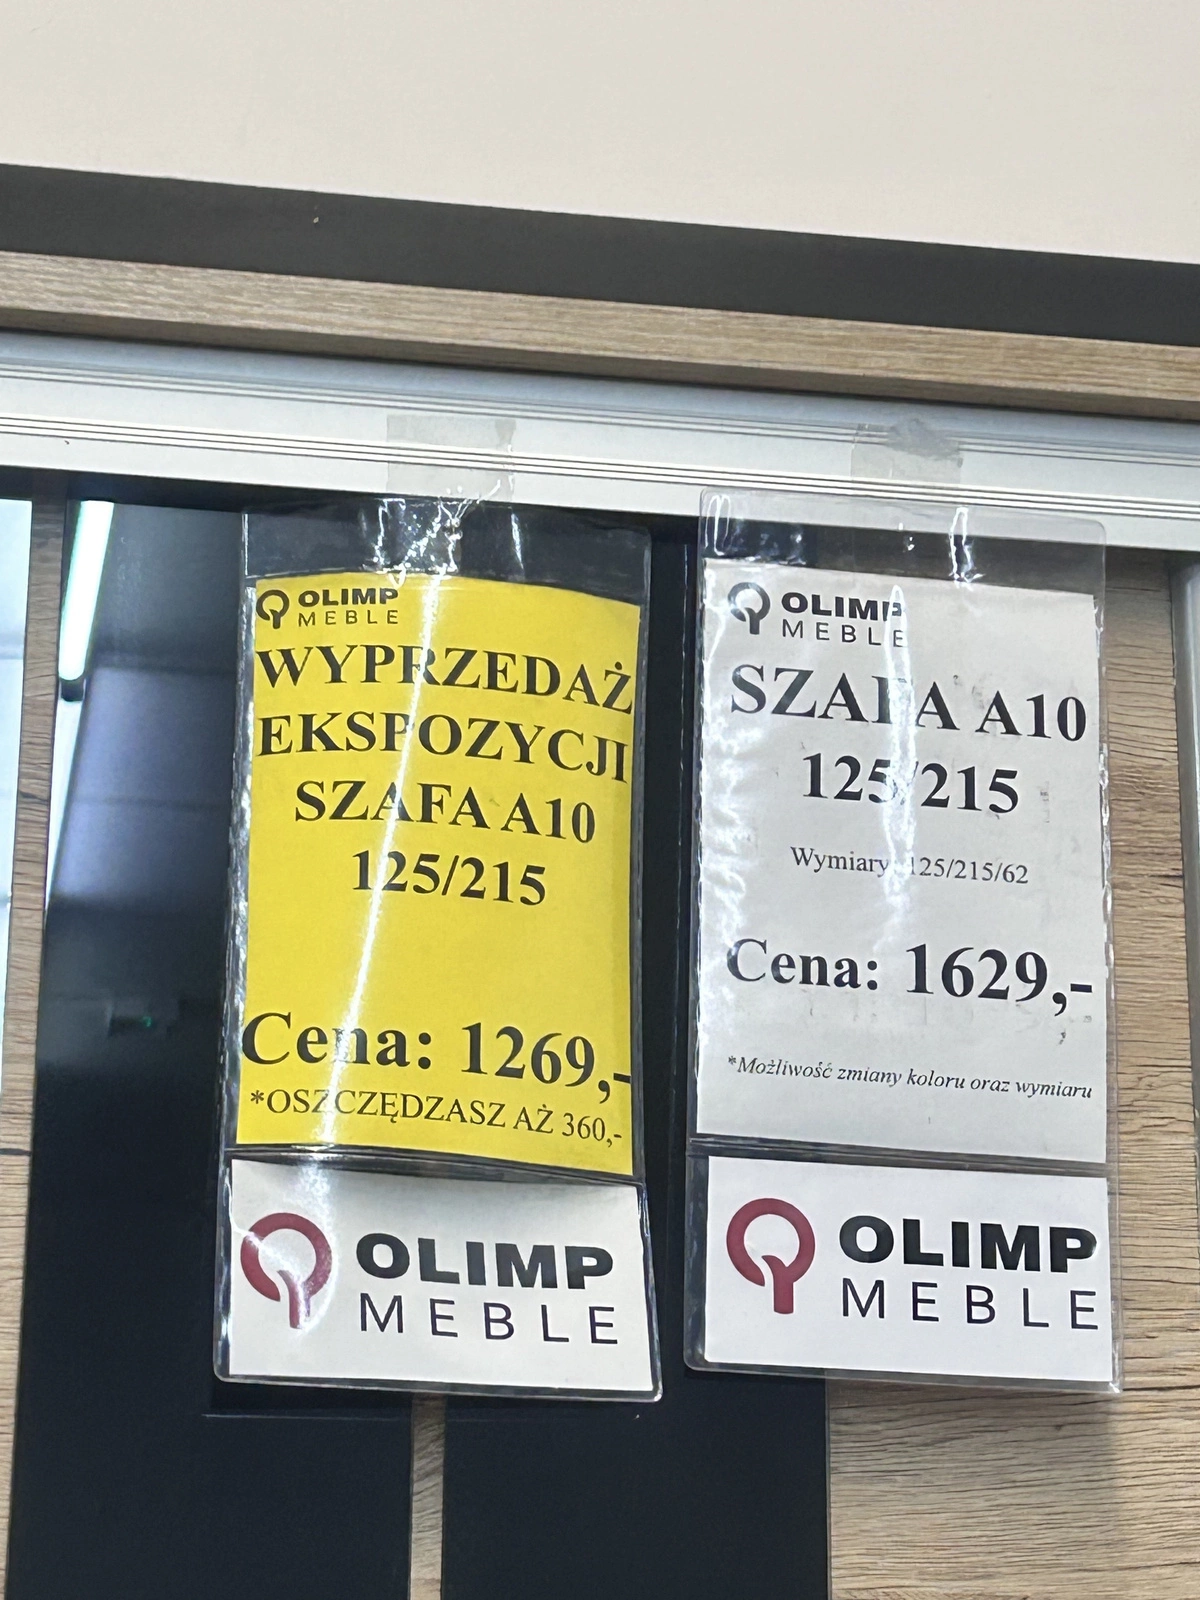 OLIMP
MEBLE
WYPRZEDAŻ
EKSPOZYCJI
SZAFA A10
125/215
Cena: 1269,-
*OSZCZĘDZASZ AŻ 360,-
OLIMP
MEBLE
OLIMP
MEBLE
SZAFA A10
125/215
Wymiary: 125/215/62
Cena: 1629,-
*Możliwość zmiany koloru oraz wymiaru
OLIMP
MEBLE